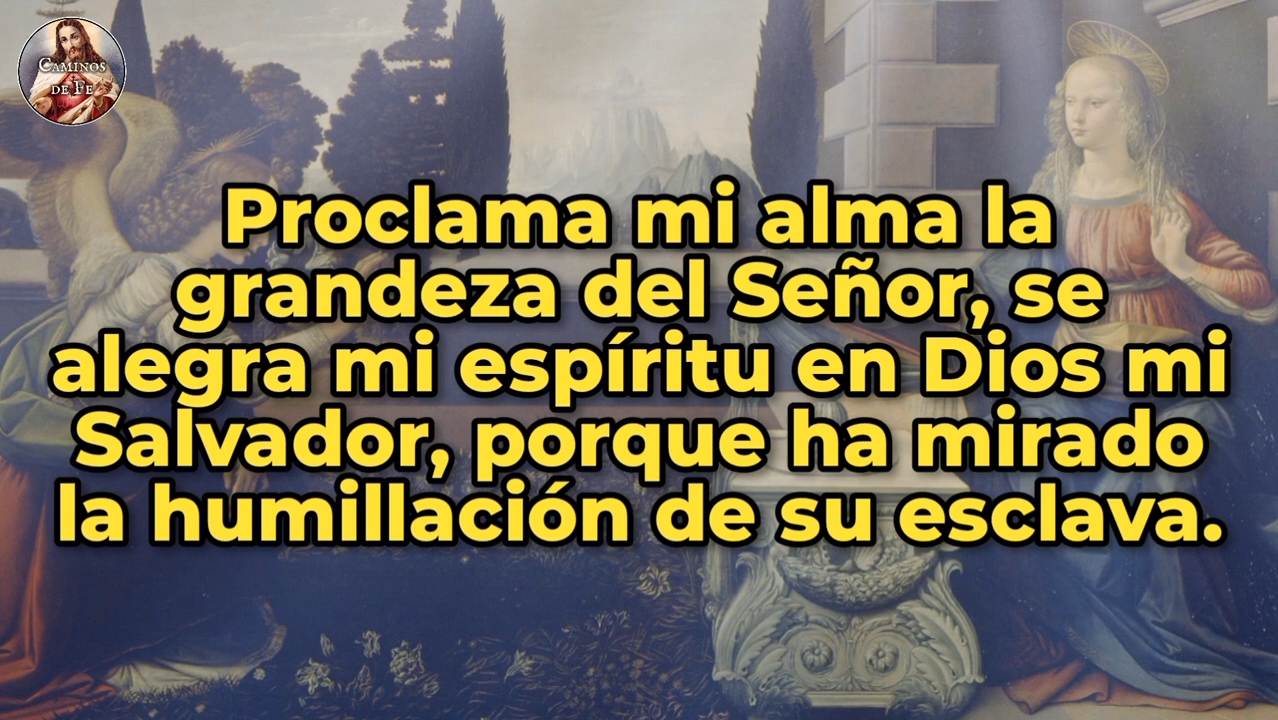 CAMINOS
DE FE
Proclama mi alma la
grandeza del Señor, se
alegra mi espíritu en Dios mi
Salvador, porque ha mirado
la humillación de su esclava.